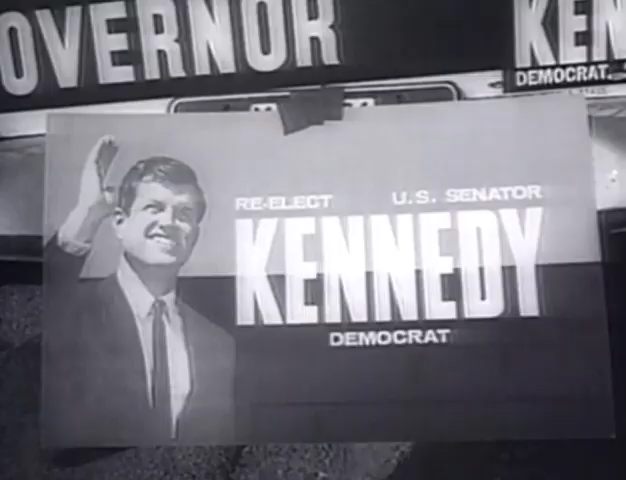 OVERNOR
KEN
DEMOCRAT.
RE-ELECT U.S. SENATOR
KENNEDY
DEMOCRAT